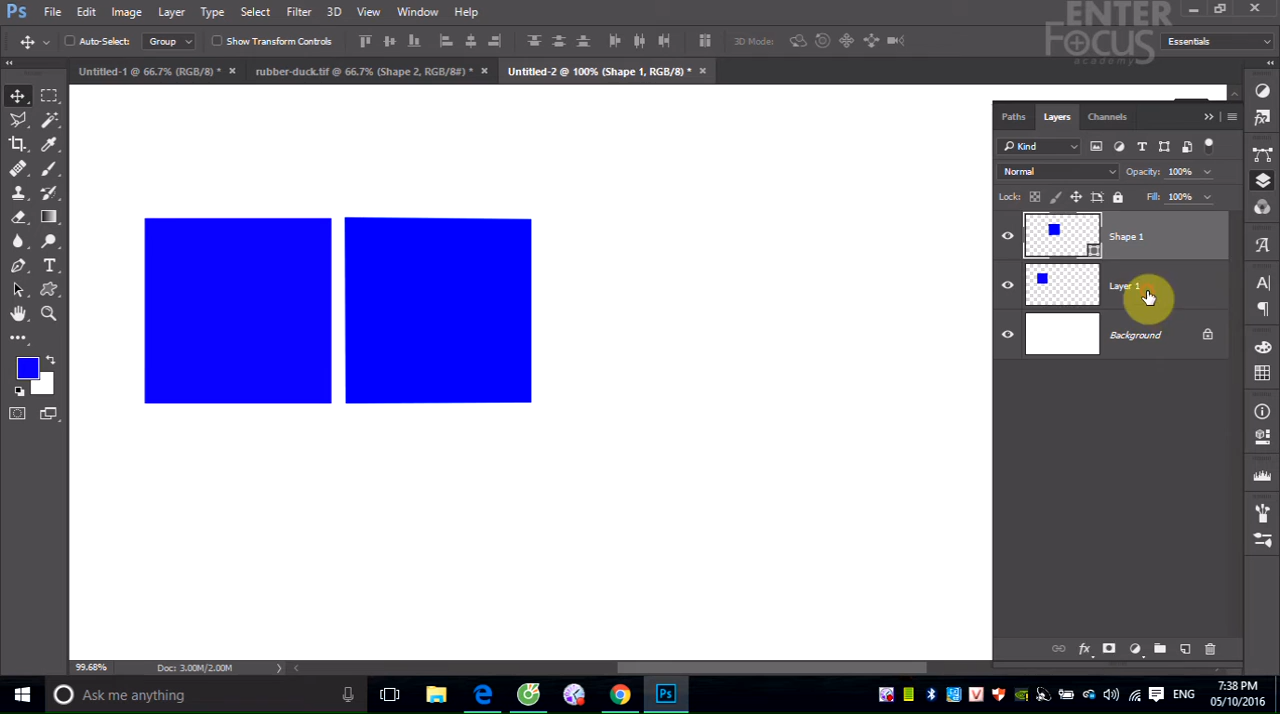 Ps File Edit Image Layer Type Select Filter 3D View Window Help
ENTER
FOCUS
academy
Auto-Select: Group Show Transform Controls 3D Mode: Essentials
Untitled-1 @ 66.7% (RGB/8) * × rubber-duck.tif @ 66.7% (Shape 2, RGB/8#) * × Untitled-2 @ 100% (Shape 1, RGB/8) * ×
Paths Layers Channels
Kind
Normal Opacity: 100%
Lock: Fill: 100%
Shape 1
Layer 1
Background
99.68% Doc: 3.00M/2.00M
Ask me anything
Ps
ENG
7:38 PM
05/10/2016